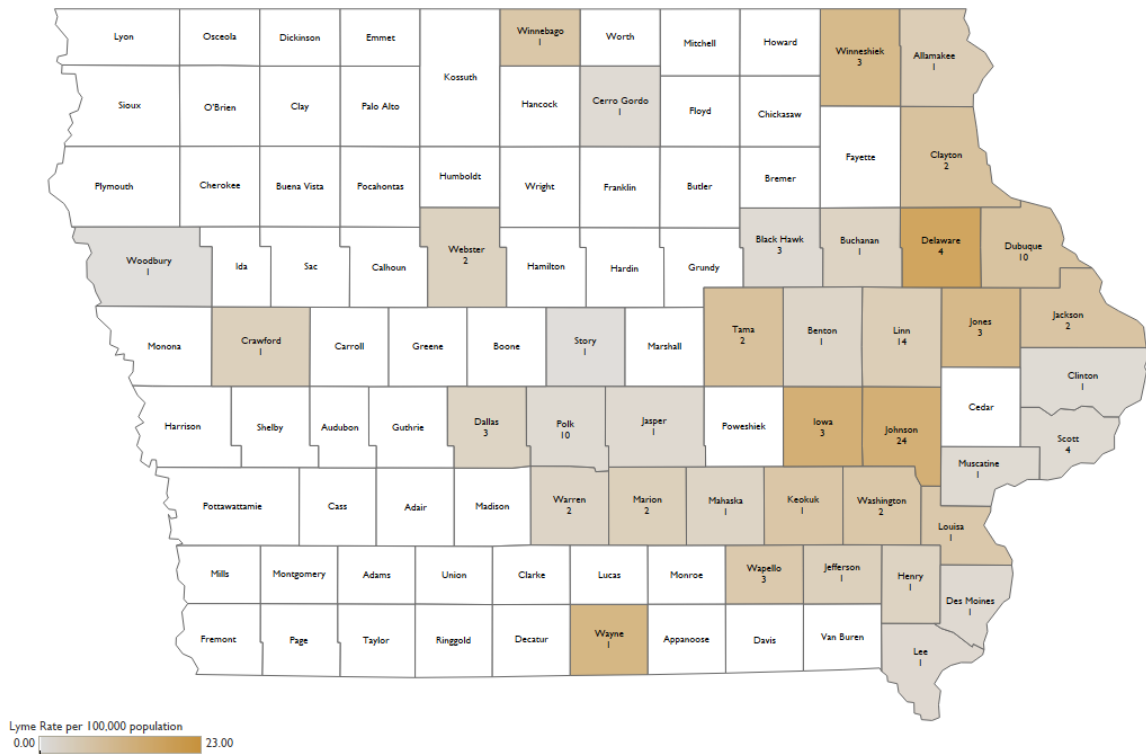 Lyon
Osceola
Dickinson
Emmet
Kossuth
Winnebago
1
Worth
Mitchell
Howard
Winneshiek
3
Allamakee
1
Sioux
O'Brien
Clay
Palo Alto
Hancock
Cerro Gordo
1
Floyd
Chickasaw
Fayette
Clayton
2
Plymouth
Cherokee
Buena Vista
Pocahontas
Humboldt
Wright
Franklin
Butler
Bremer
Woodbury
1
Ida
Sac
Calhoun
Webster
2
Hamilton
Hardin
Grundy
Black Hawk
3
Buchanan
1
Delaware
4
Dubuque
10
Monona
Crawford
1
Carroll
Greene
Boone
Story
1
Marshall
Tama
2
Benton
1
Linn
14
Jones
3
Jackson
2
Clinton
1
Harrison
Shelby
Audubon
Guthrie
Dallas
3
Polk
10
Jasper
1
Poweshiek
Iowa
3
Johnson
24
Cedar
Scott
4
Muscatine
1
Pottawattamie
Cass
Adair
Madison
Warren
2
Marion
2
Mahaska
1
Keokuk
1
Washington
2
Louisa
1
Mills
Montgomery
Adams
Union
Clarke
Lucas
Monroe
Wapello
3
Jefferson
1
Henry
1
Des Moines
1
Fremont
Page
Taylor
Ringgold
Decatur
Wayne
1
Appanoose
Davis
Van Buren
Lee
1
Lyme Rate per 100,000 population
0.00 23.00